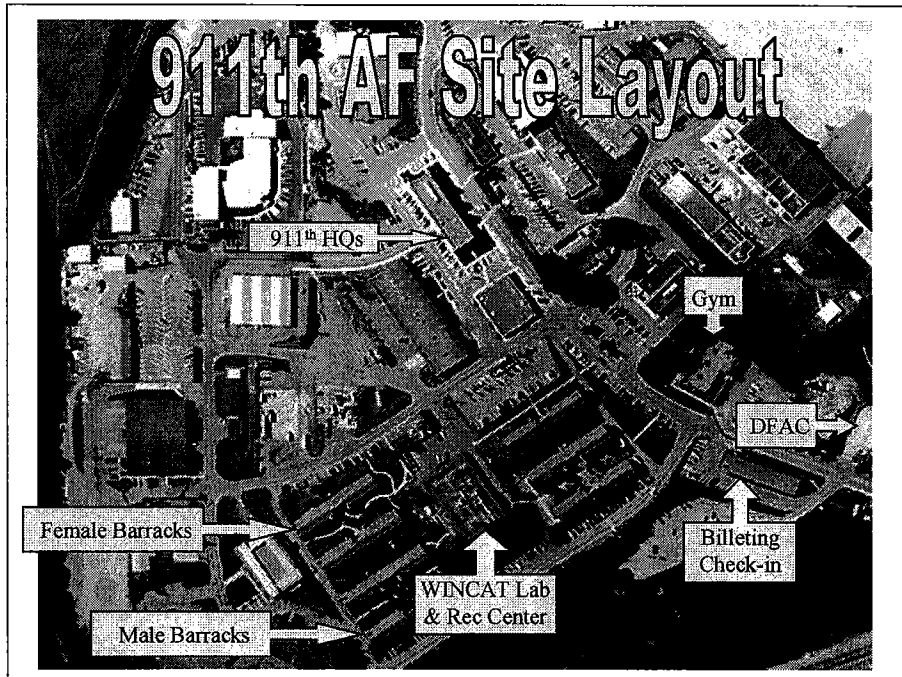 911th AF Site Layout
911th HQs
Gym
DFAC
Female Barracks
Billeting
Check-in
WINCAT Lab
& Rec Center
Male Barracks